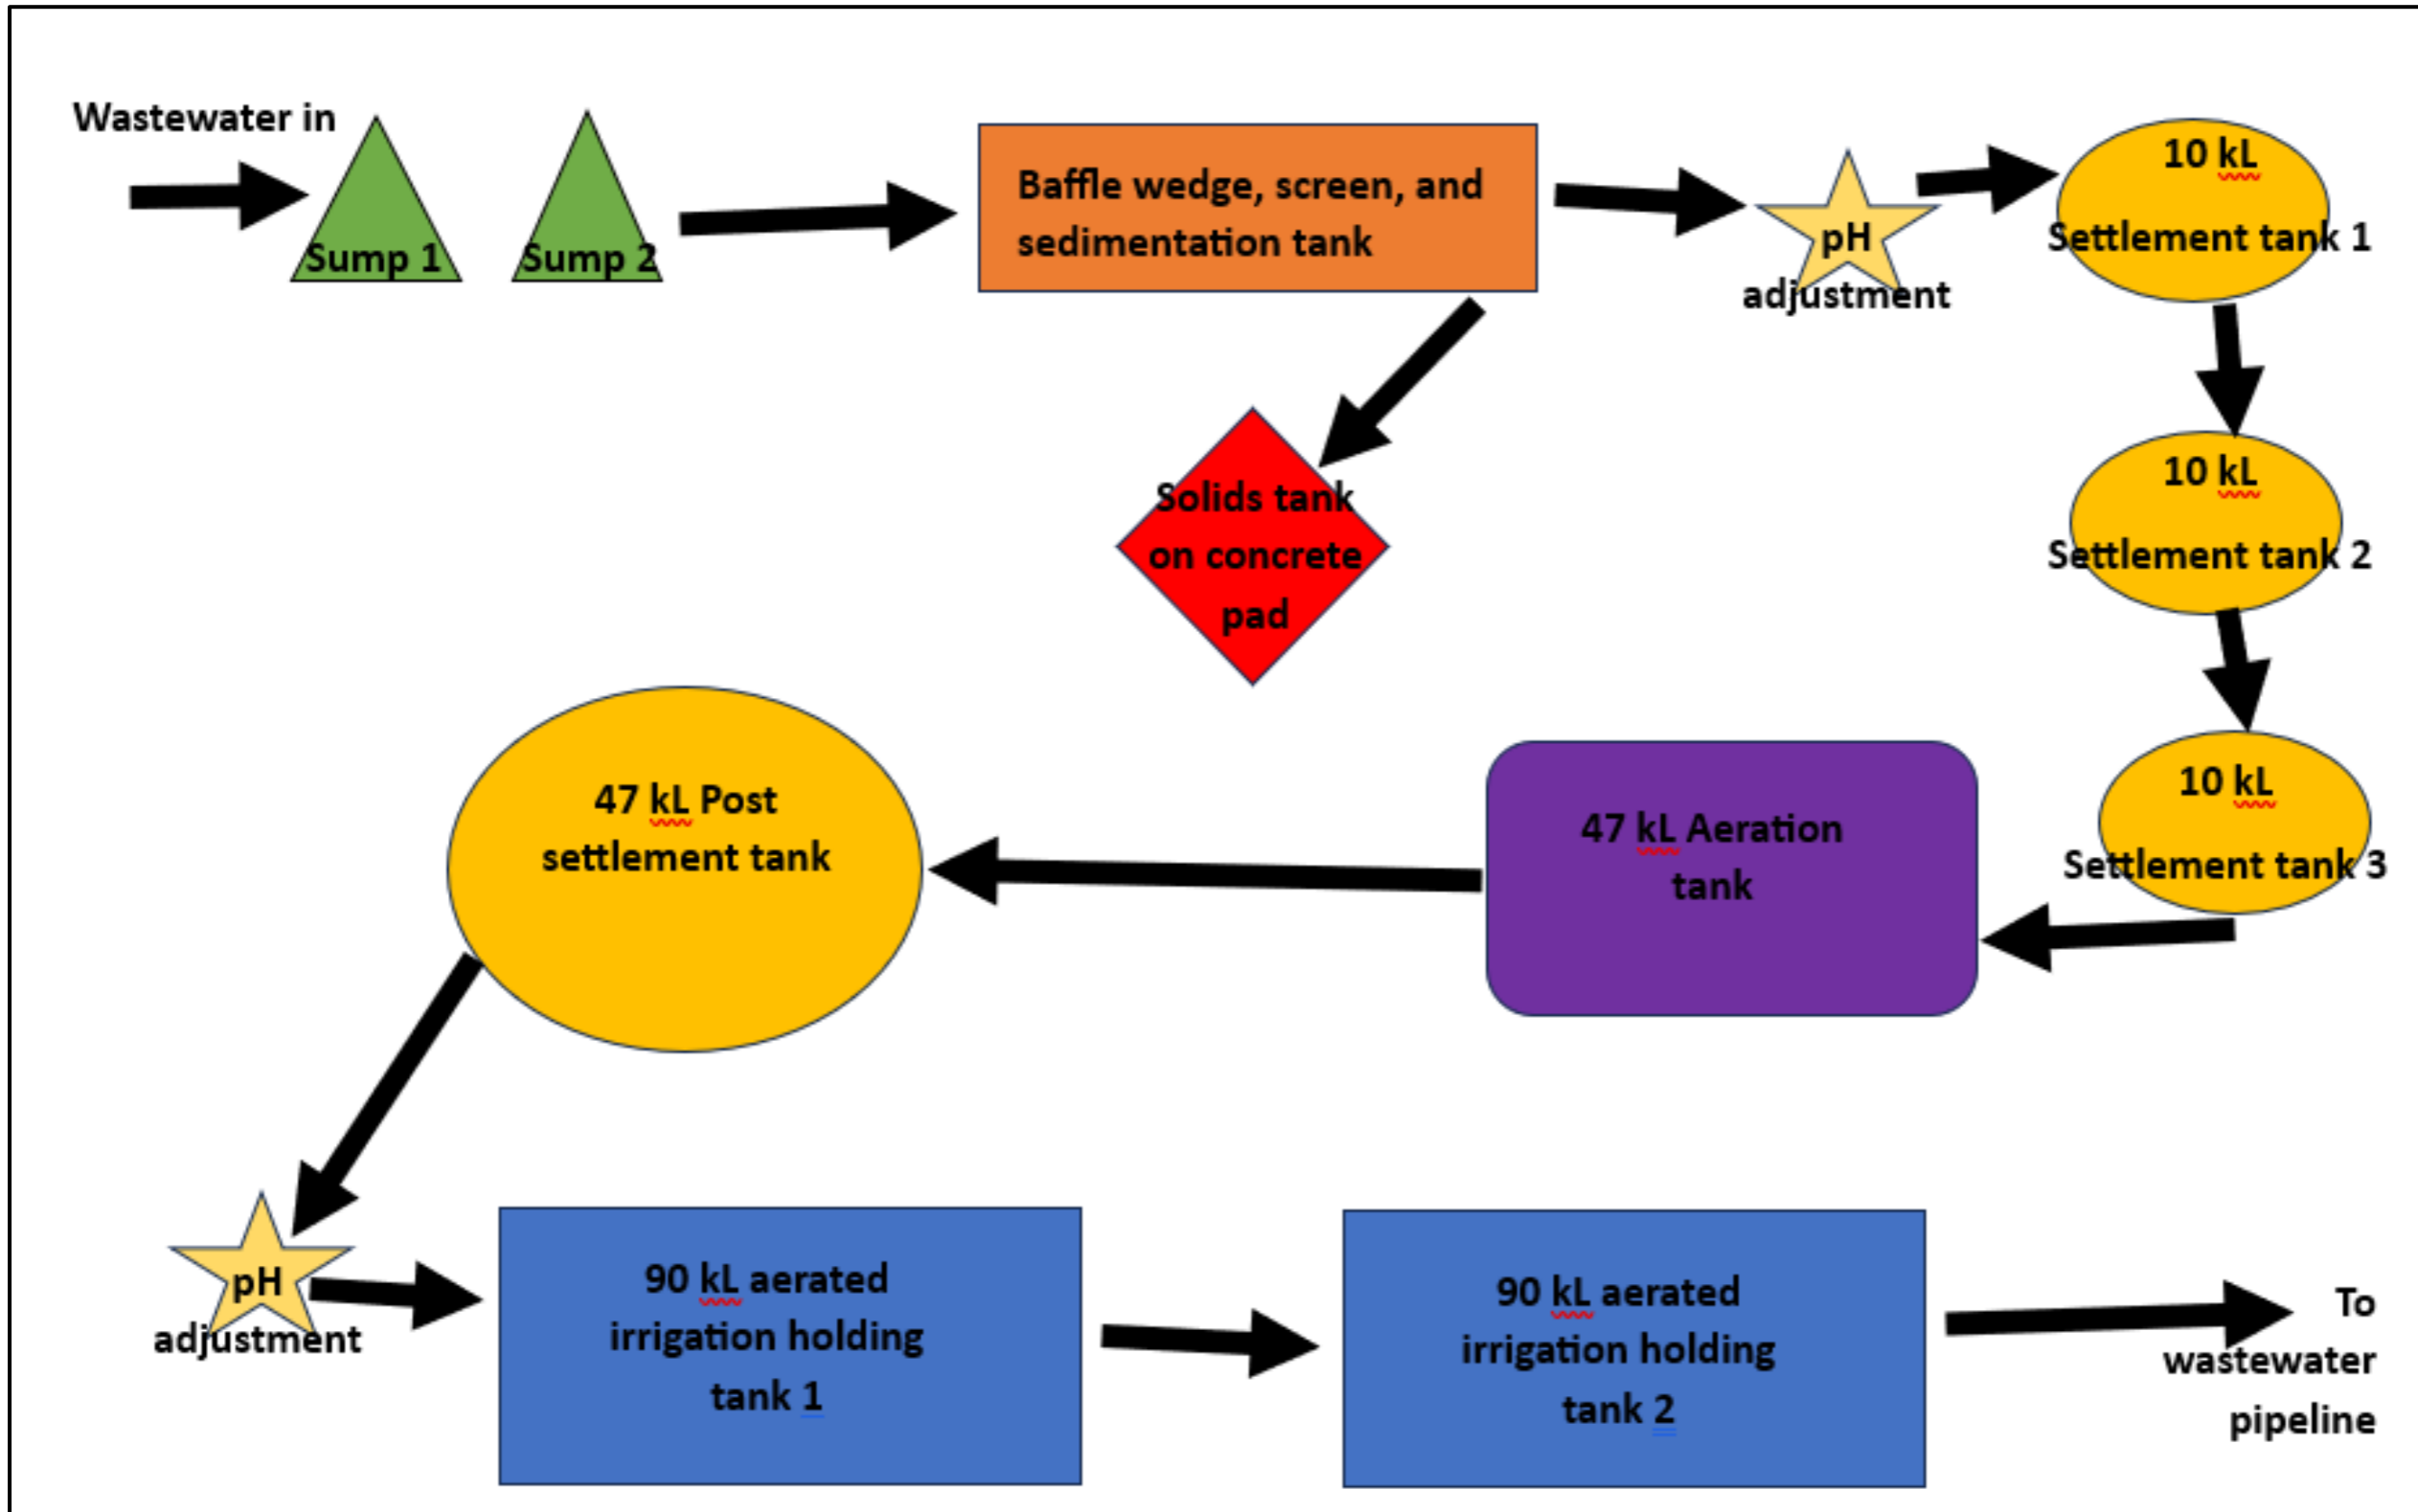 Wastewater in
Sump 1
Sump 2
Baffle wedge, screen, and
sedimentation tank
pH
adjustment
10 kL
Settlement tank 1
Solids tank
on concrete
pad
10 kL
Settlement tank 2
10 kL
Settlement tank 3
47 kL Aeration
tank
47 kL Post
settlement tank
pH
adjustment
90 kL aerated
irrigation holding
tank 1
90 kL aerated
irrigation holding
tank 2
To
wastewater
pipeline